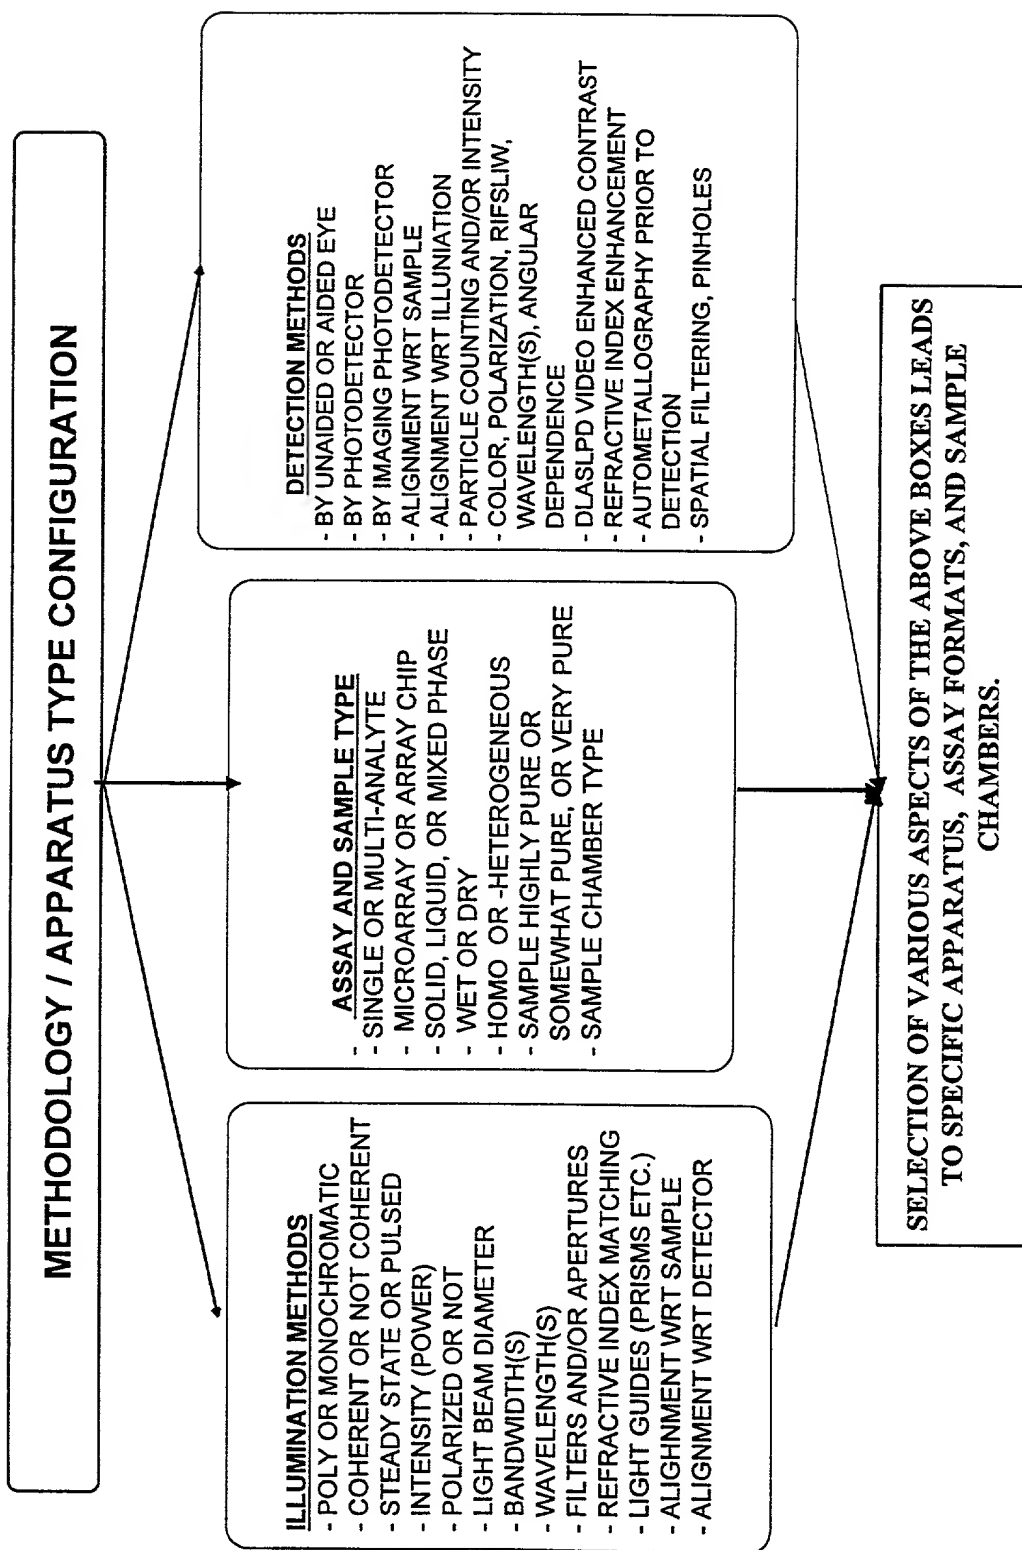 METHODOLOGY / APPARATUS TYPE CONFIGURATION
ILLUMINATION METHODS
- POLY OR MONOCHROMATIC
- COHERENT OR NOT COHERENT
- STEADY STATE OR PULSED
- INTENSITY (POWER)
- POLARIZED OR NOT
- LIGHT BEAM DIAMETER
- BANDWIDTH(S)
- WAVELENGTH(S)
- FILTERS AND/OR APERTURES
- REFRACTIVE INDEX MATCHING
- LIGHT GUIDES (PRISMS ETC.)
- ALIGHNMENT WRT SAMPLE
- ALIGNMENT WRT DETECTOR
ASSAY AND SAMPLE TYPE
-
- SINGLE OR MULTI-ANALYTE
- MICROARRAY OR ARRAY CHIP
- SOLID, LIQUID, OR MIXED PHASE
- WET OR DRY
- HOMO OR -HETEROGENEOUS
- SAMPLE HIGHLY PURE OR
SOMEWHAT PURE, OR VERY PURE
- SAMPLE CHAMBER TYPE
DETECTION METHODS
- BY UNAIDED OR AIDED EYE
- BY PHOTODETECTOR
- BY IMAGING PHOTODETECTOR
- ALIGNMENT WRT SAMPLE
- ALIGNMENT WRT ILLUNIATION
- PARTICLE COUNTING AND/OR INTENSITY
- COLOR, POLARIZATION, RIFSLIW,
WAVELENGTH(S), ANGULAR
DEPENDENCE
- DLASLPD VIDEO ENHANCED CONTRAST
- REFRACTIVE INDEX ENHANCEMENT
- AUTOMETALLOGRAPHY PRIOR TO
DETECTION
- SPATIAL FILTERING, PINHOLES
SELECTION OF VARIOUS ASPECTS OF THE ABOVE BOXES LEADS
TO SPECIFIC APPARATUS, ASSAY FORMATS, AND SAMPLE
CHAMBERS.